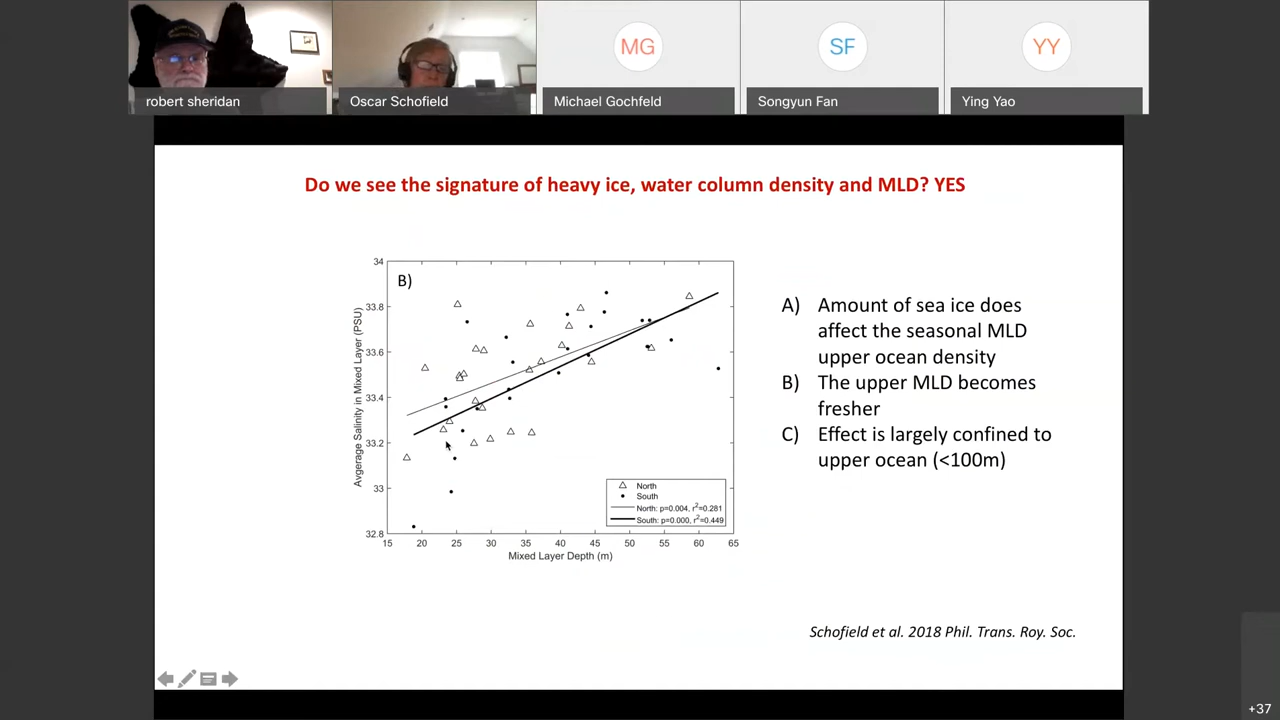 MG
SF
YY
robert sheridan
Oscar Schofield
Michael Gochfeld
Songyun Fan
Ying Yao
Do we see the signature of heavy ice, water column density and MLD? YES
B)
34
33.8
33.6
33.4
33.2
33
32.8
Avgerage Salinity in Mixed Layer (PSU)
15 20 25 30 35 40 45 50 55 60 65
Mixed Layer Depth (m)
North
South
North: p=0.004, r²=0.281
South: p=0.000, r²=0.449
A) Amount of sea ice does
affect the seasonal MLD
upper ocean density
B) The upper MLD becomes
fresher
C) Effect is largely confined to
upper ocean (<100m)
Schofield et al. 2018 Phil. Trans. Roy. Soc.
+37